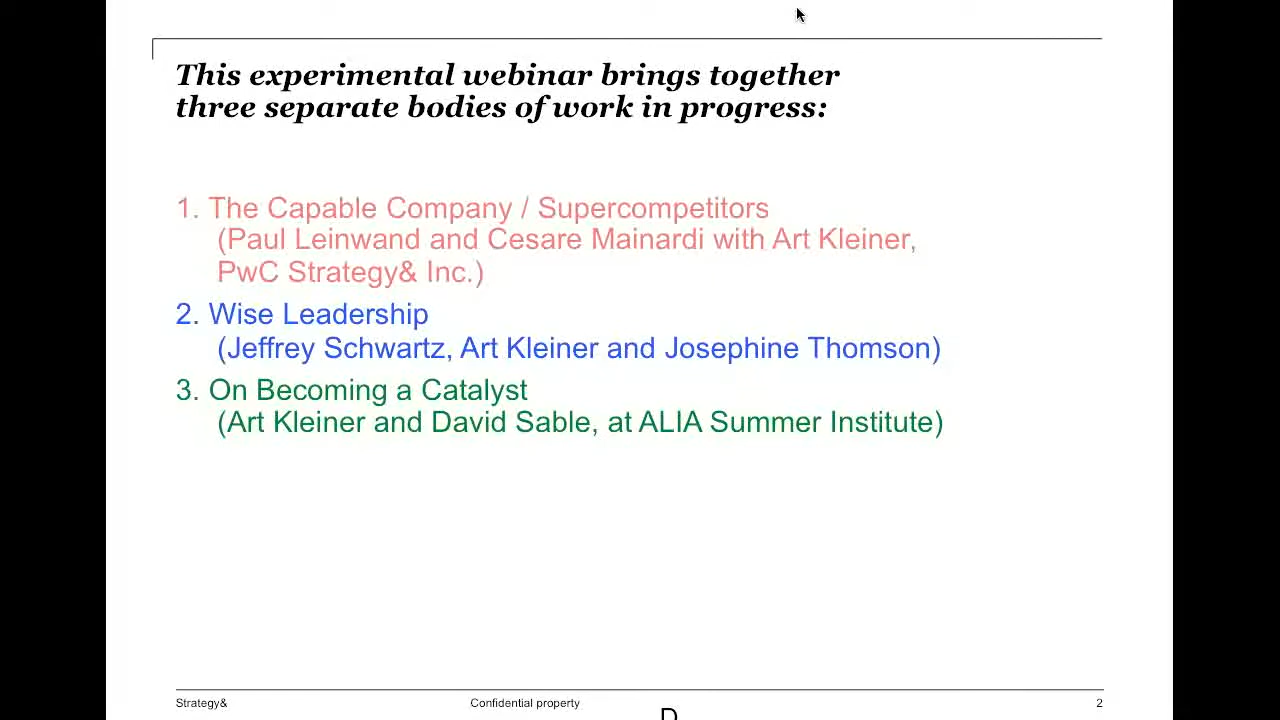 This experimental webinar brings together
three separate bodies of work in progress:
1. The Capable Company / Supercompetitors
(Paul Leinwand and Cesare Mainardi with Art Kleiner,
PwC Strategy& Inc.)
2. Wise Leadership
(Jeffrey Schwartz, Art Kleiner and Josephine Thomson)
3. On Becoming a Catalyst
(Art Kleiner and David Sable, at ALIA Summer Institute)
Strategy& Confidential property 2